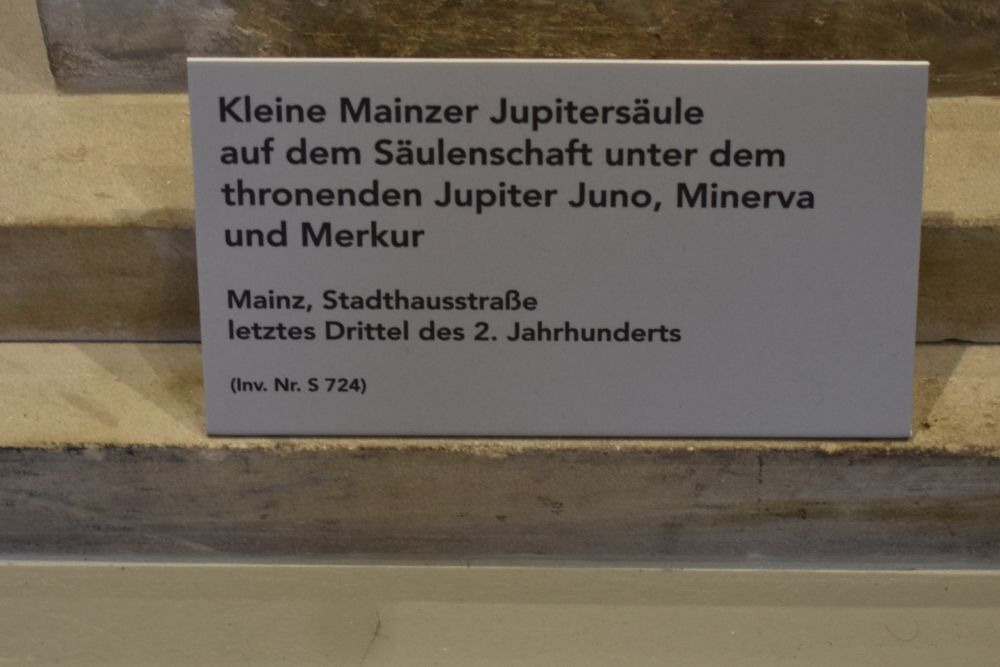 Kleine Mainzer Jupitersäule
auf dem Säulenschaft unter dem
thronenden Jupiter Juno, Minerva
und Merkur
Mainz, Stadthausstraße
letztes Drittel des 2. Jahrhunderts
(Inv. Nr. S 724)